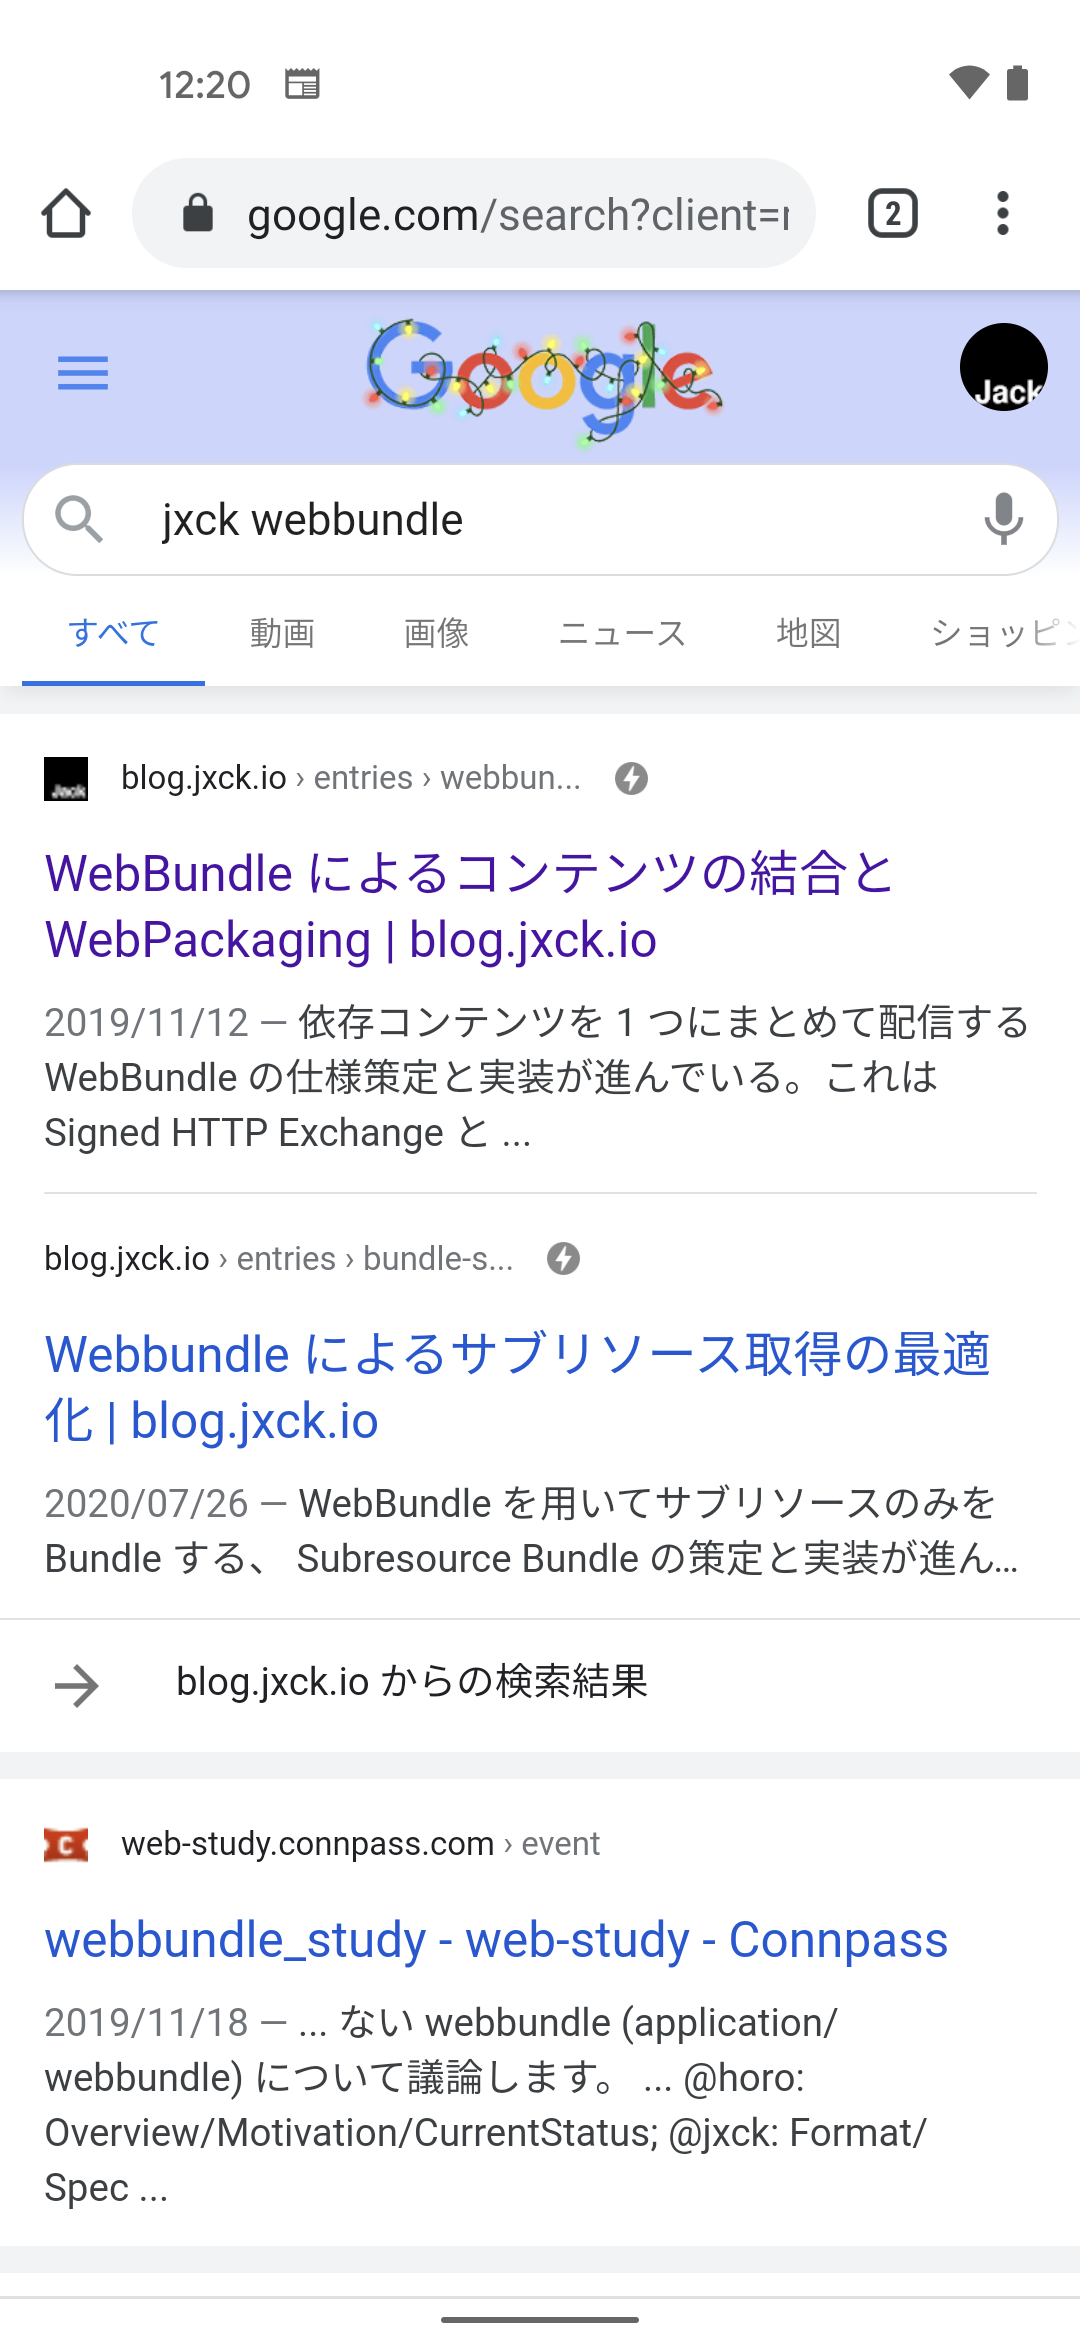 12:20
google.com/search?client=
2
Google
Jack
jxck webbundle
すべて 動画 画像 ニュース 地図 ショッピン
Jack
blog.jxck.io › entries › webbun...
WebBundle によるコンテンツの結合と
WebPackaging | blog.jxck.io
2019/11/12 — 依存コンテンツを 1 つにまとめて配信する
WebBundle の仕様策定と実装が進んでいる。これは
Signed HTTP Exchange と ...
blog.jxck.io › entries › bundle-s...
Webbundle によるサブリソース取得の最適
化 | blog.jxck.io
2020/07/26 — WebBundle を用いてサブリソースのみを
Bundle する、 Subresource Bundle の策定と実装が進ん...
blog.jxck.io からの検索結果
C
web-study.connpass.com › event
webbundle_study - web-study - Connpass
2019/11/18 — ... ない webbundle (application/
webbundle) について議論します。 ... @horo:
Overview/Motivation/CurrentStatus; @jxck: Format/
Spec ...